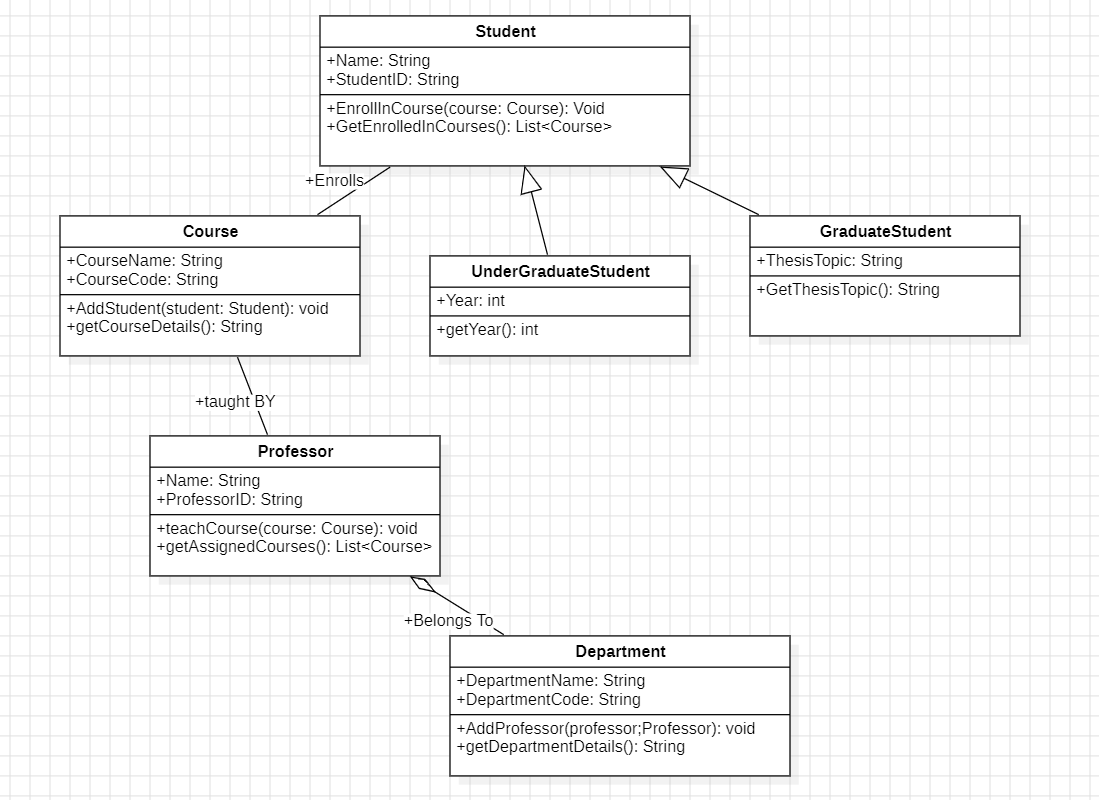 Student
+Name: String
+StudentID: String
+EnrollInCourse(course: Course): Void
+GetEnrolledInCourses(): List<Course>
+Enrolls
Course
+CourseName: String
+CourseCode: String
+AddStudent(student: Student): void
+getCourseDetails(): String
UnderGraduateStudent
+Year: int
+getYear(): int
GraduateStudent
+ThesisTopic: String
+GetThesisTopic(): String
+taught BY
Professor
+Name: String
+ProfessorID: String
+teachCourse(course: Course): void
+getAssignedCourses(): List<Course>
+Belongs To
Department
+DepartmentName: String
+DepartmentCode: String
+AddProfessor(professor;Professor): void
+getDepartmentDetails(): String